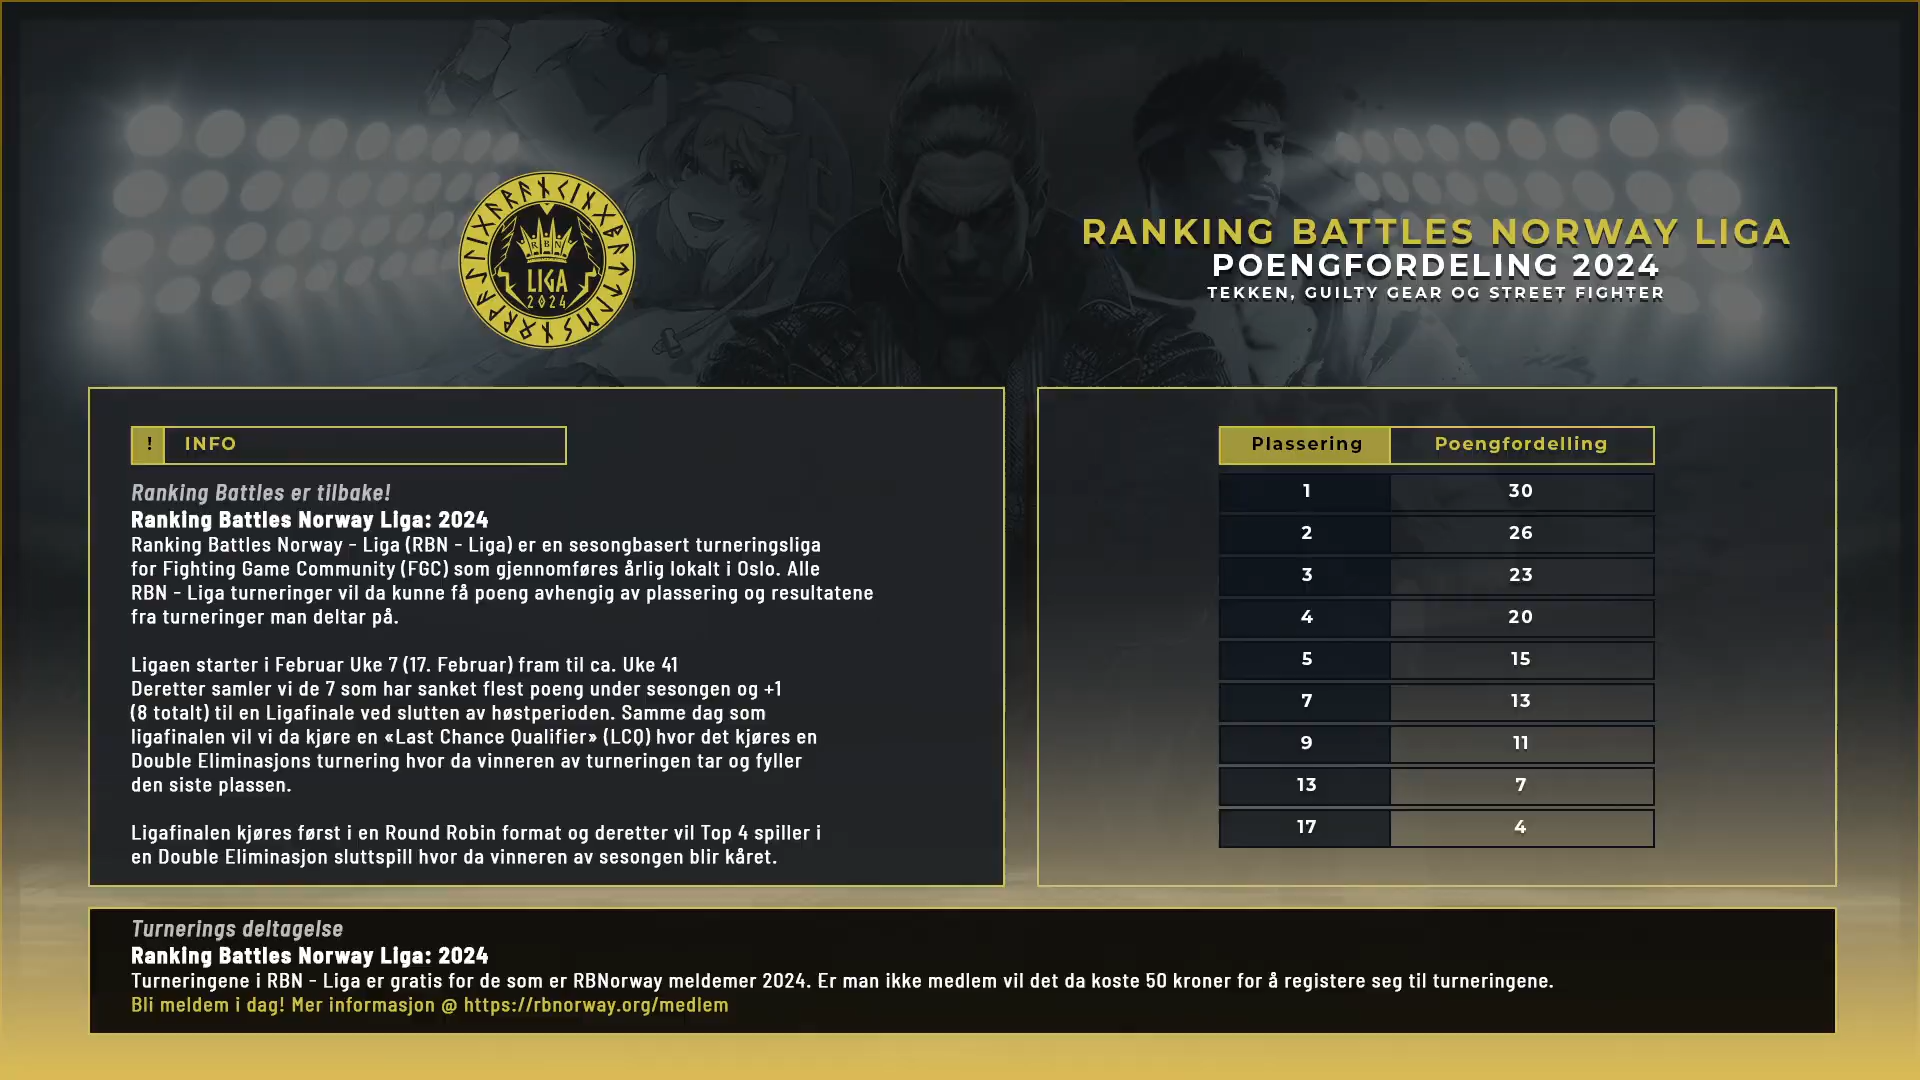 RBN
LIGA
2024
RANKING BATTLES NORWAY LIGA
POENGFORDELING 2024
TEKKEN, GUILTY GEAR OG STREET FIGHTER
! INFO
Ranking Battles er tilbake!
Ranking Battles Norway Liga: 2024
Ranking Battles Norway - Liga (RBN - Liga) er en sesongbasert turneringsliga
for Fighting Game Community (FGC) som gjennomføres årlig lokalt i Oslo. Alle
RBN - Liga turneringer vil da kunne få poeng avhengig av plassering og resultatene
fra turneringer man deltar på.
Ligaen starter i Februar Uke 7 (17. Februar) fram til ca. Uke 41
Deretter samler vi de 7 som har sanket flest poeng under sesongen og +1
(8 totalt) til en Ligafinale ved slutten av høstperioden. Samme dag som
ligafinalen vil vi da kjøre en «Last Chance Qualifier» (LCQ) hvor det kjøres en
Double Eliminasjons turnering hvor da vinneren av turneringen tar og fyller
den siste plassen.
Ligafinalen kjøres først i en Round Robin format og deretter vil Top 4 spiller i
en Double Eliminasjon sluttspill hvor da vinneren av sesongen blir kåret.
Plassering Poengfordelling
1 30
2 26
3 23
4 20
5 15
7 13
9 11
13 7
17 4
Turnerings deltagelse
Ranking Battles Norway Liga: 2024
Turneringene i RBN - Liga er gratis for de som er RBNorway meldemer 2024. Er man ikke medlem vil det da koste 50 kroner for å registere seg til turneringene.
Bli meldem i dag! Mer informasjon @ https://rbnorway.org/medlem